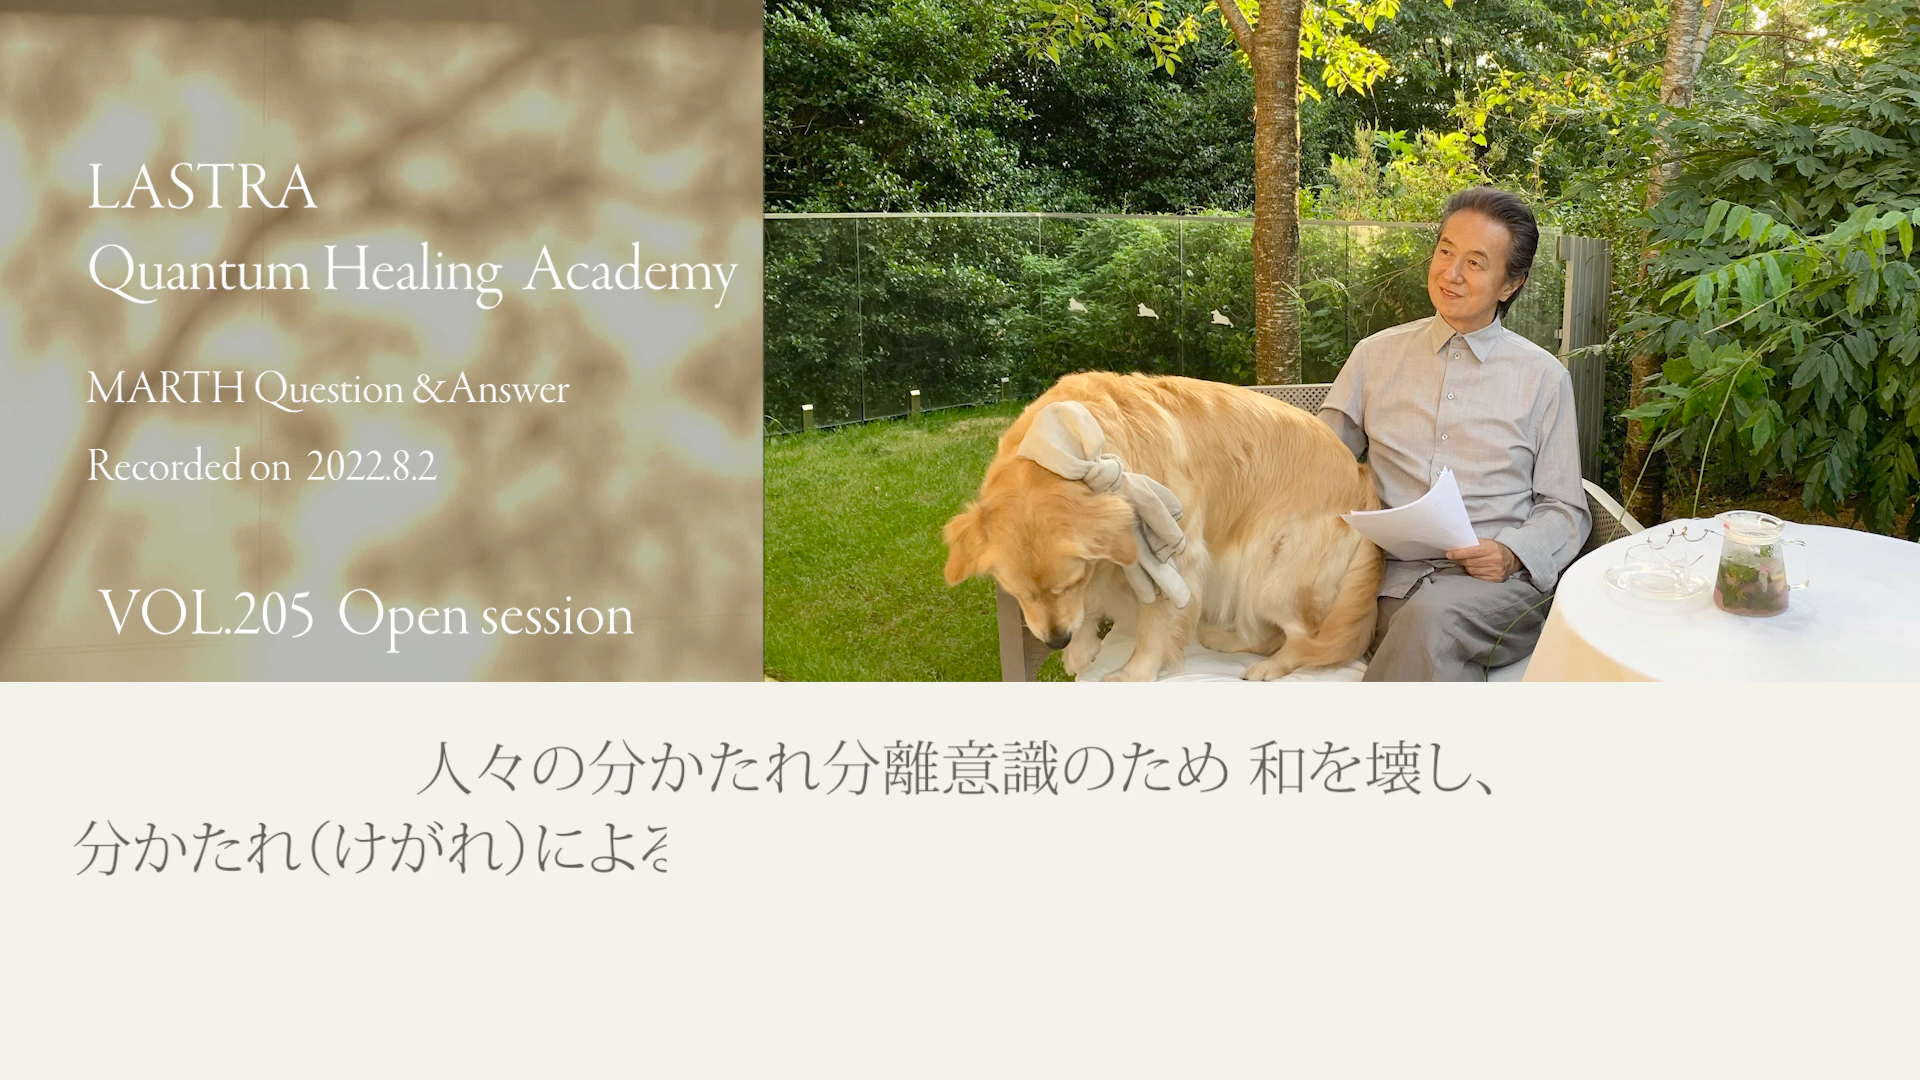 LASTRA
Quantum Healing Academy
MARTH Question &Answer
Recorded on 2022.8.2
VOL.205 Open session
人々の分かたれ分離意識のため 和を壊し、
分かたれ（けがれ）による